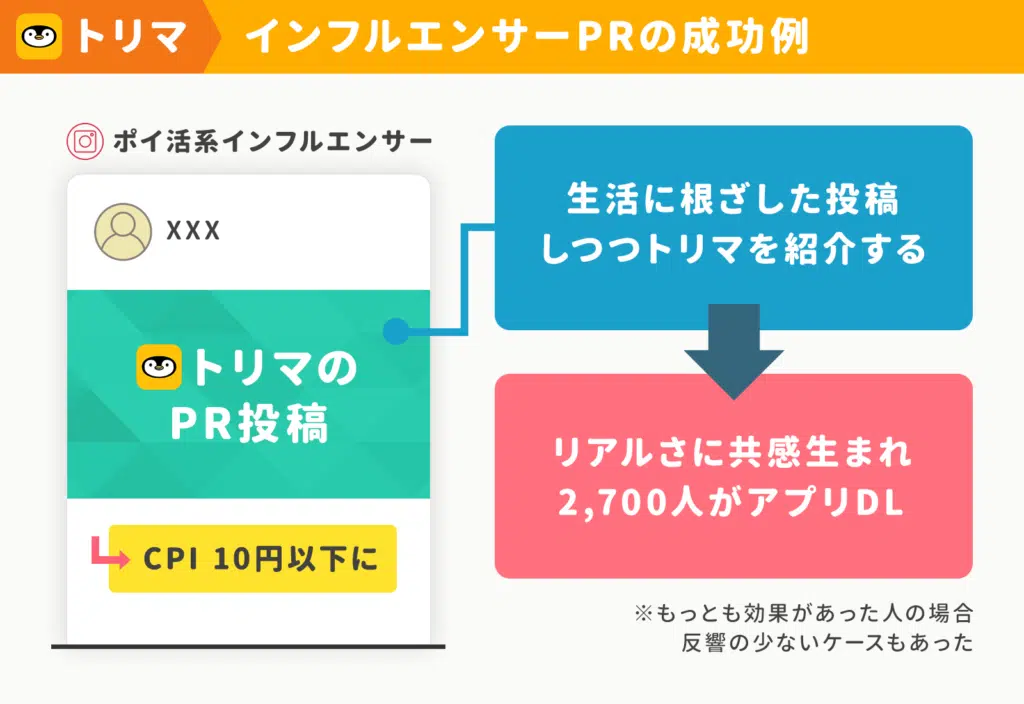 トリマ インフルエンサーPRの成功例
ポイ活系インフルエンサー
XXX
トリマの
PR投稿
CPI 10円以下に
生活に根ざした投稿
しつつトリマを紹介する
リアルさに共感生まれ
2,700人がアプリDL
※もっとも効果があった人の場合
反響の少ないケースもあった